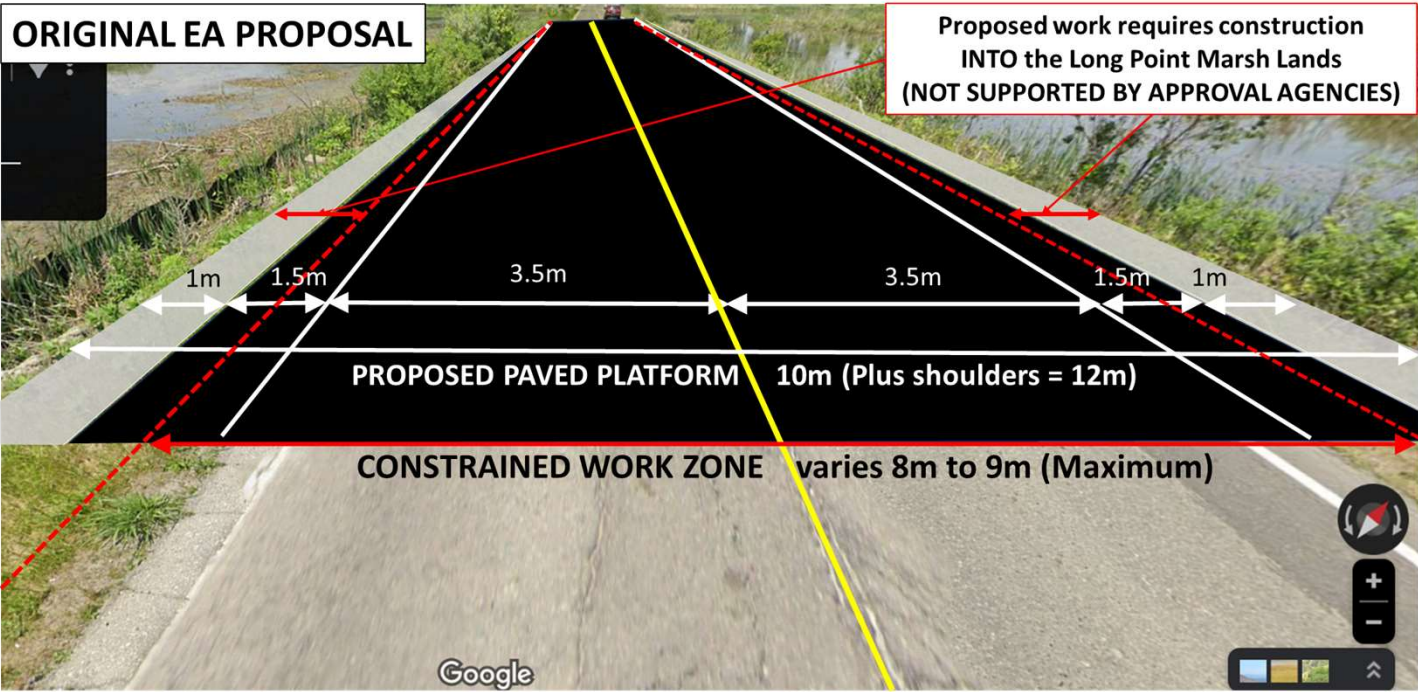 ORIGINAL EA PROPOSAL
Proposed work requires construction
INTO the Long Point Marsh Lands
(NOT SUPPORTED BY APPROVAL AGENCIES)
1m 1.5m 3.5m 3.5m 1.5m 1m
PROPOSED PAVED PLATFORM 10m (Plus shoulders = 12m)
CONSTRAINED WORK ZONE varies 8m to 9m (Maximum)
Google